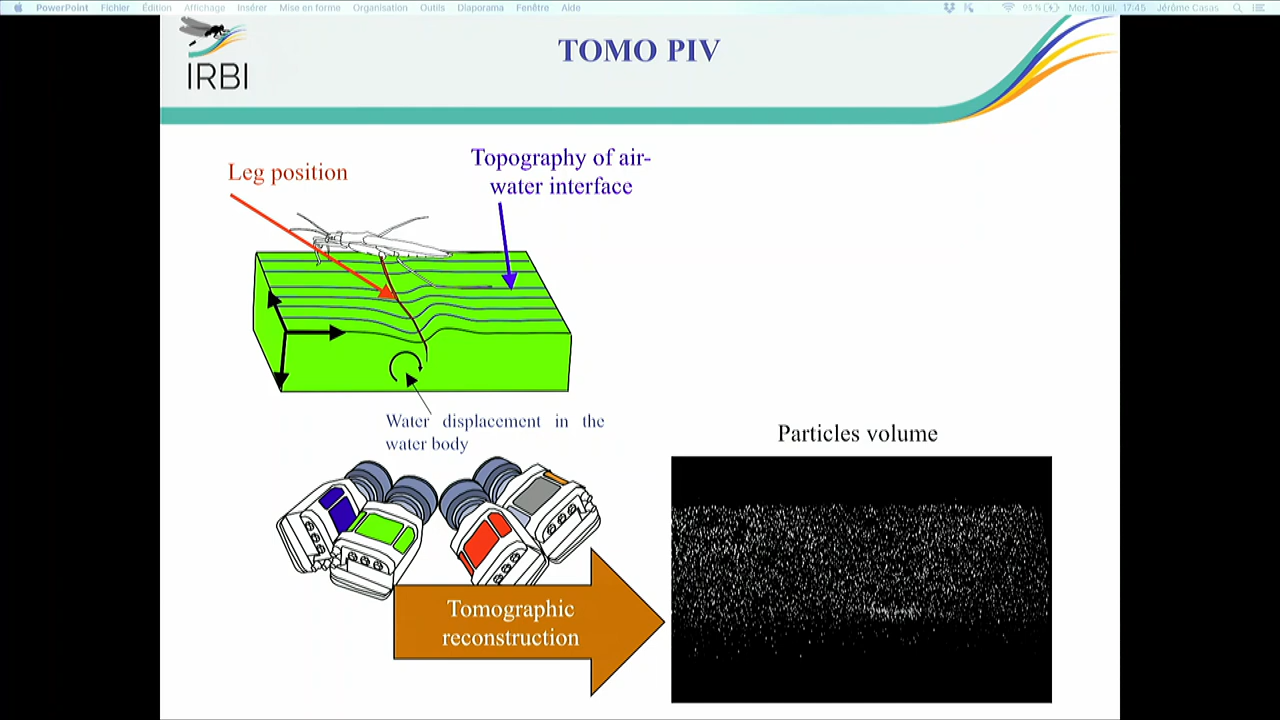 PowerPoint Fichier Édition Affichage Insérer Mise en forme Organisation Outils Diaporama Fenêtre Aide 95 % Mer. 10 juil. 17:45 Jérôme Casas
IRBI
TOMO PIV
Leg position
Topography of air-
water interface
Water displacement in the
water body
Particles volume
Tomographic
reconstruction